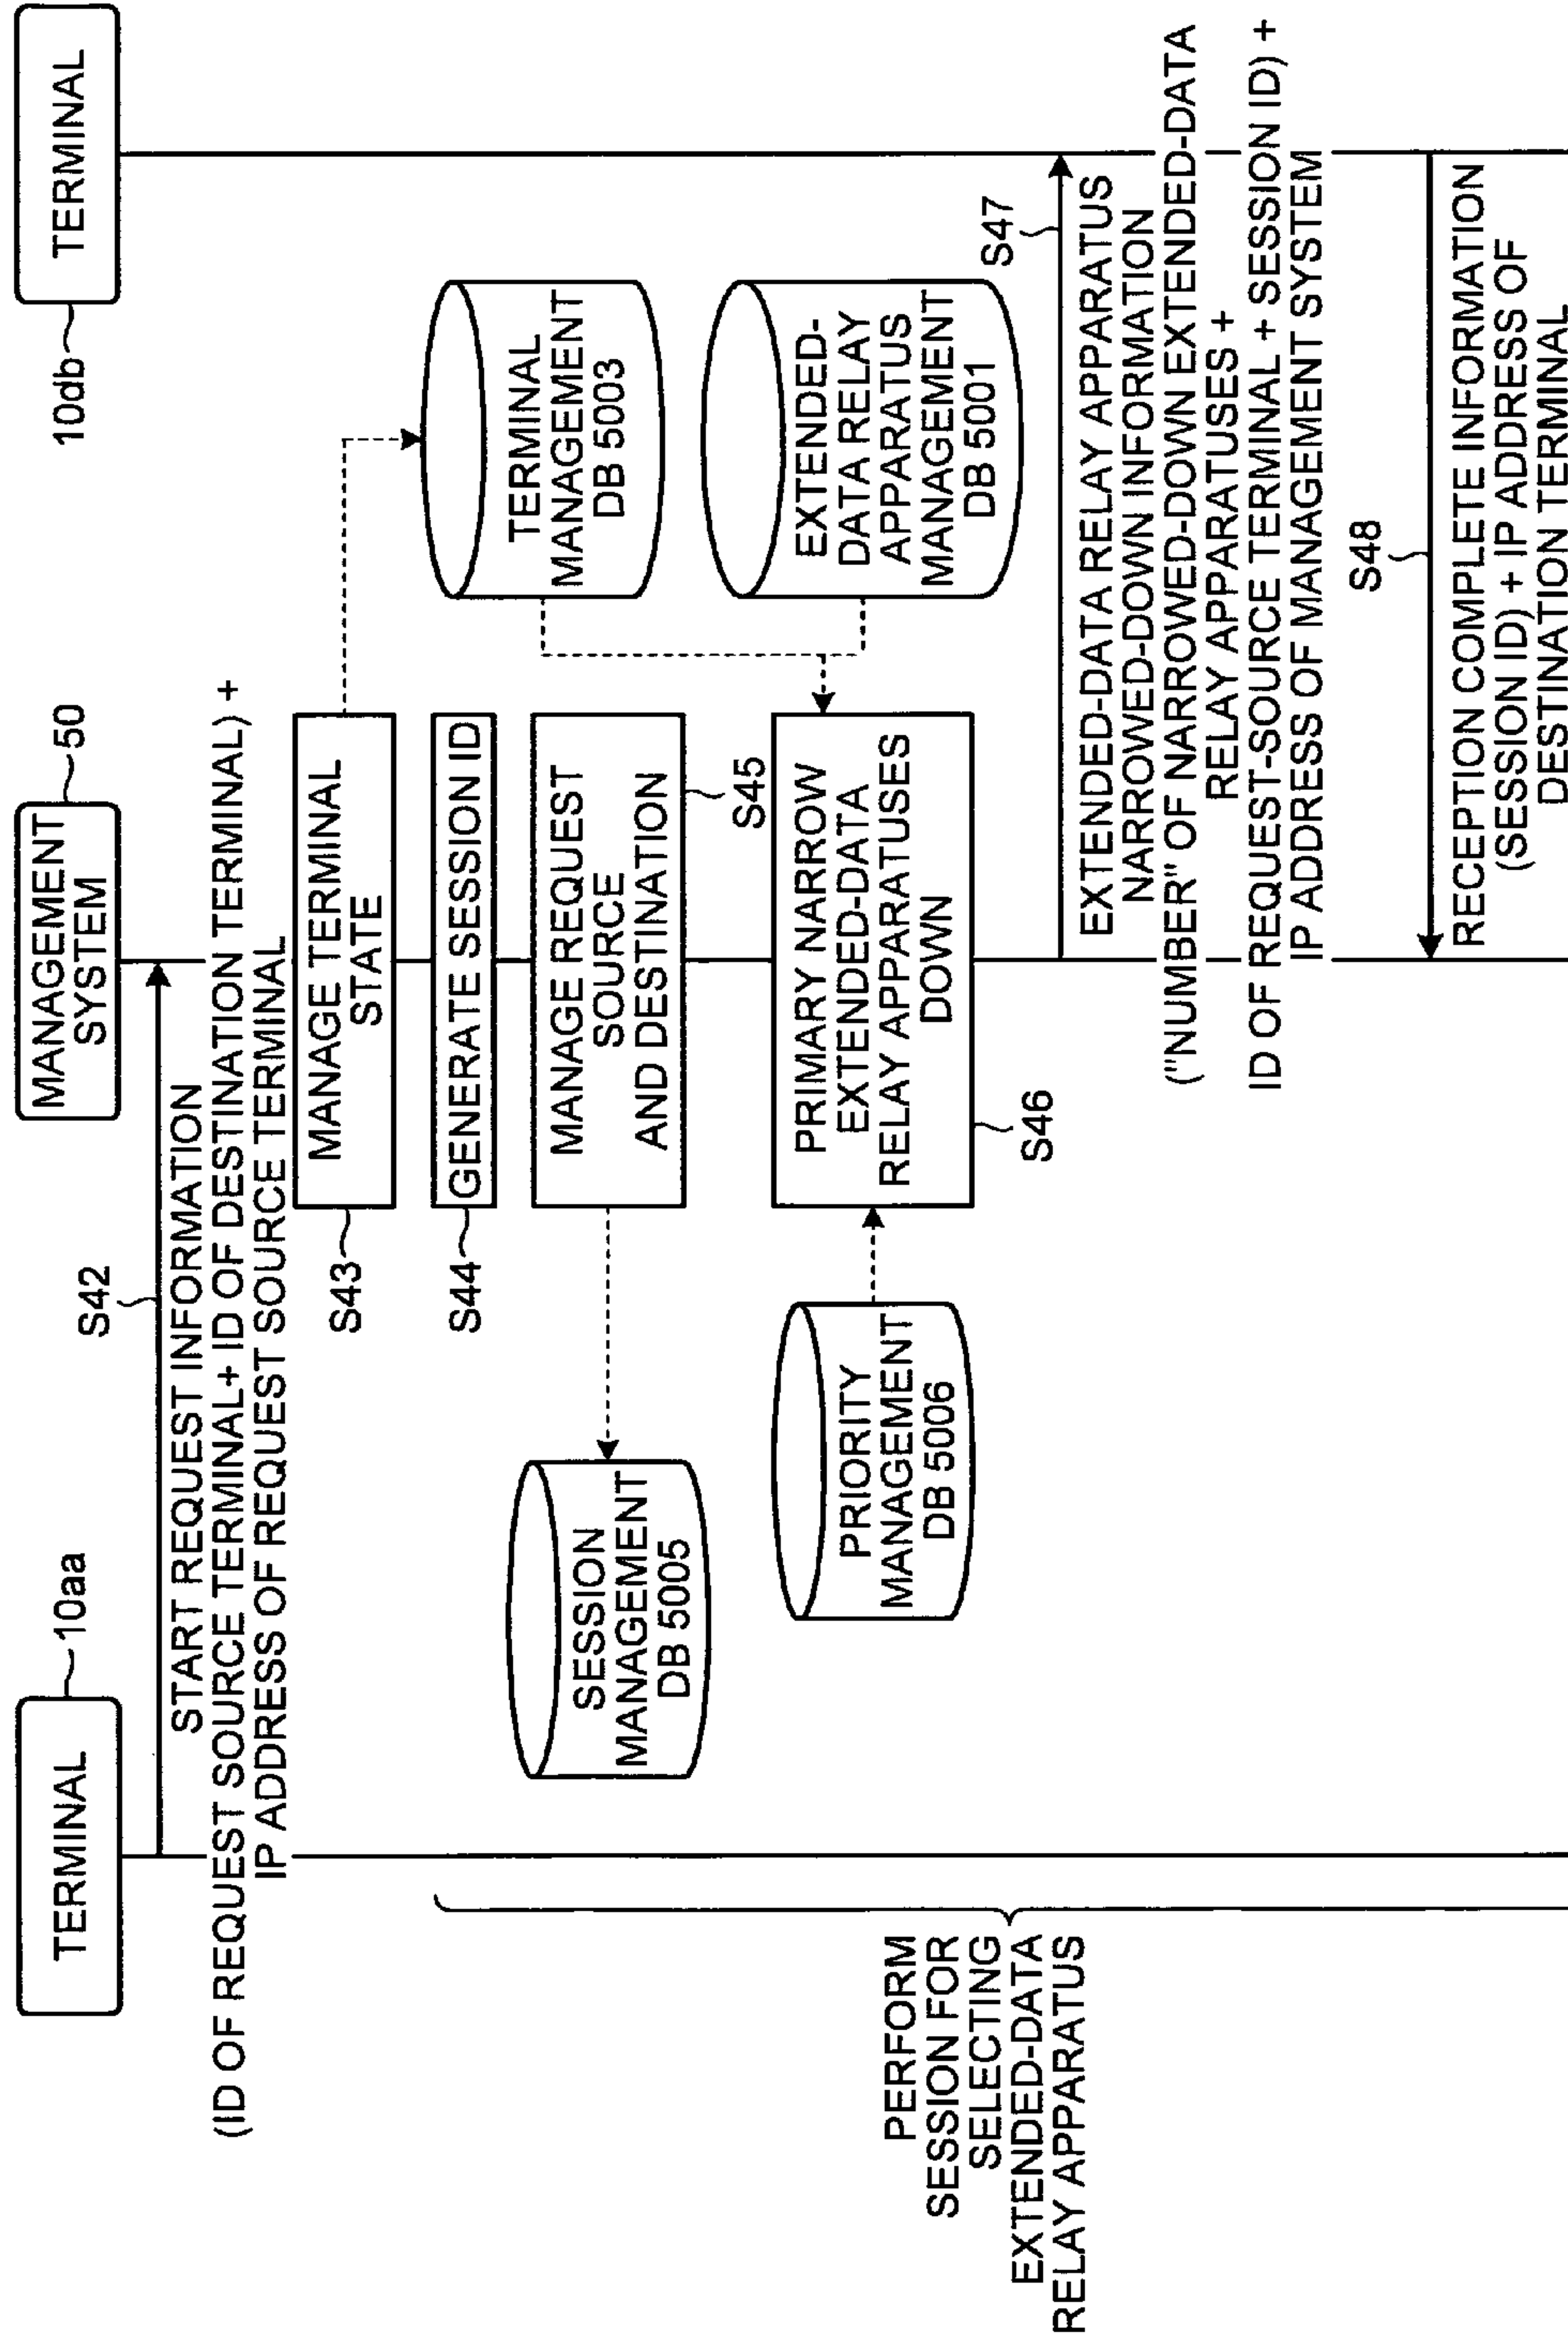 TERMINAL
10aa
MANAGEMENT
SYSTEM
50
TERMINAL
10db
S42
START REQUEST INFORMATION
(ID OF REQUEST SOURCE TERMINAL+ ID OF DESTINATION TERMINAL) +
IP ADDRESS OF REQUEST SOURCE TERMINAL
S43
MANAGE TERMINAL
STATE
TERMINAL
MANAGEMENT
DB 5003
S44
GENERATE SESSION ID
MANAGE REQUEST
SOURCE
AND DESTINATION
S45
SESSION
MANAGEMENT
DB 5005
EXTENDED-
DATA RELAY
APPARATUS
MANAGEMENT
DB 5001
PRIORITY
MANAGEMENT
DB 5006
PRIMARY NARROW
EXTENDED-DATA
RELAY APPARATUSES
DOWN
S46
PERFORM
SESSION FOR
SELECTING
EXTENDED-DATA
RELAY APPARATUS
S47
EXTENDED-DATA RELAY APPARATUS
NARROWED-DOWN INFORMATION
(""NUMBER" OF NARROWED-DOWN EXTENDED-DATA
RELAY APPARATUSES +
ID OF REQUEST-SOURCE TERMINAL + SESSION ID) +
IP ADDRESS OF MANAGEMENT SYSTEM
S48
RECEPTION COMPLETE INFORMATION
(SESSION ID) + IP ADDRESS OF
DESTINATION TERMINAL